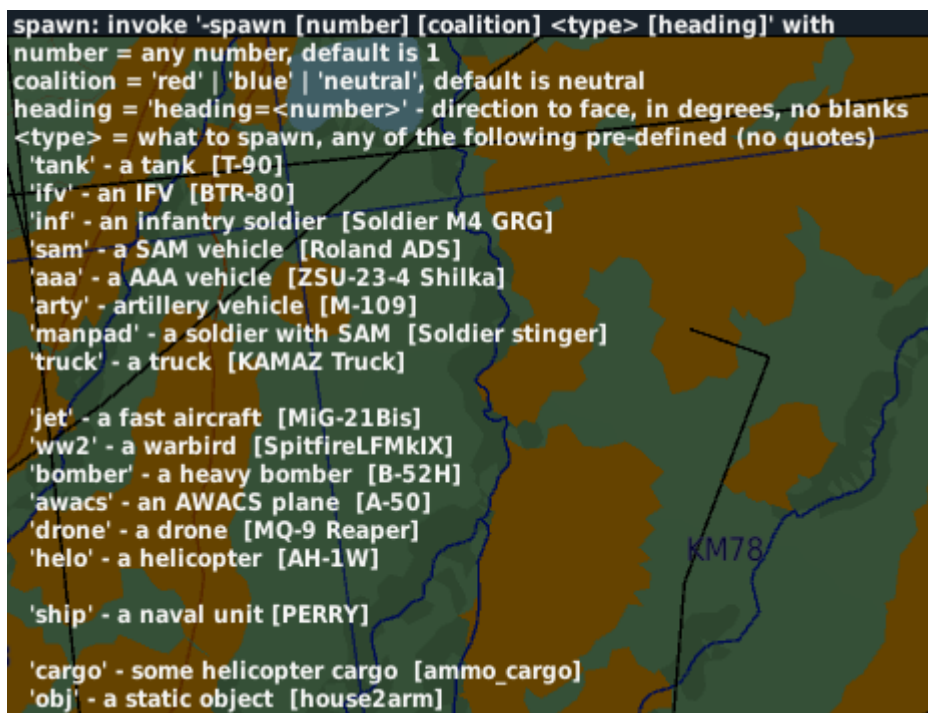 spawn: invoke '-spawn [number] [coalition] <type> [heading]' with
number = any number, default is 1
coalition = 'red' | 'blue' | 'neutral', default is neutral
heading = 'heading=<number>' - direction to face, in degrees, no blanks
<type> = what to spawn, any of the following pre-defined (no quotes)
'tank' - a tank [T-90]
'ifv' - an IFV [BTR-80]
'inf' - an infantry soldier [Soldier M4 GRG]
'sam' - a SAM vehicle [Roland ADS]
'aaa' - a AAA vehicle [ZSU-23-4 Shilka]
'arty' - artillery vehicle [M-109]
'manpad' - a soldier with SAM [Soldier stinger]
'truck' - a truck [KAMAZ Truck]
'jet' - a fast aircraft [MiG-21Bis]
'ww2' - a warbird [SpitfireLFMkIX]
'bomber' - a heavy bomber [B-52H]
'awacs' - an AWACS plane [A-50]
'drone' - a drone [MQ-9 Reaper]
'helo' - a helicopter [AH-1W]
KM78
'ship' - a naval unit [PERRY]
'cargo' - some helicopter cargo [ammo_cargo]
'obj' - a static object [house2arm]